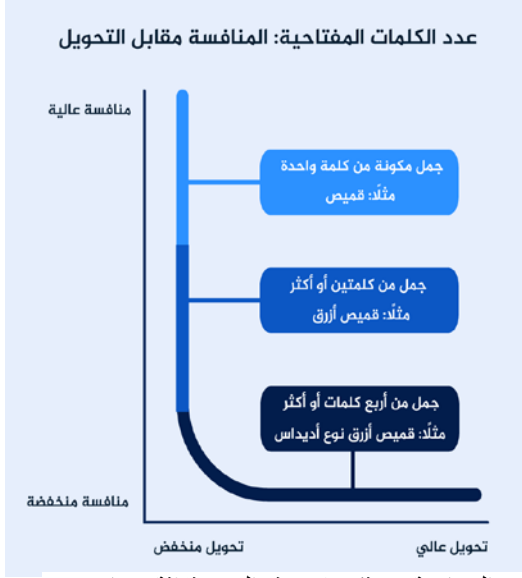 عدد الكلمات المفتاحية: المنافسة مقابل التحويل
منافسة عالية
جمل مكونة من كلمة واحدة
مثلًا: قميص
جمل من كلمتين أو أكثر
مثلًا: قميص أزرق
جمل من أربع كلمات أو أكثر
مثلًا: قميص أزرق نوع أديداس
منافسة منخفضة
تحويل منخفض
تحويل عالي